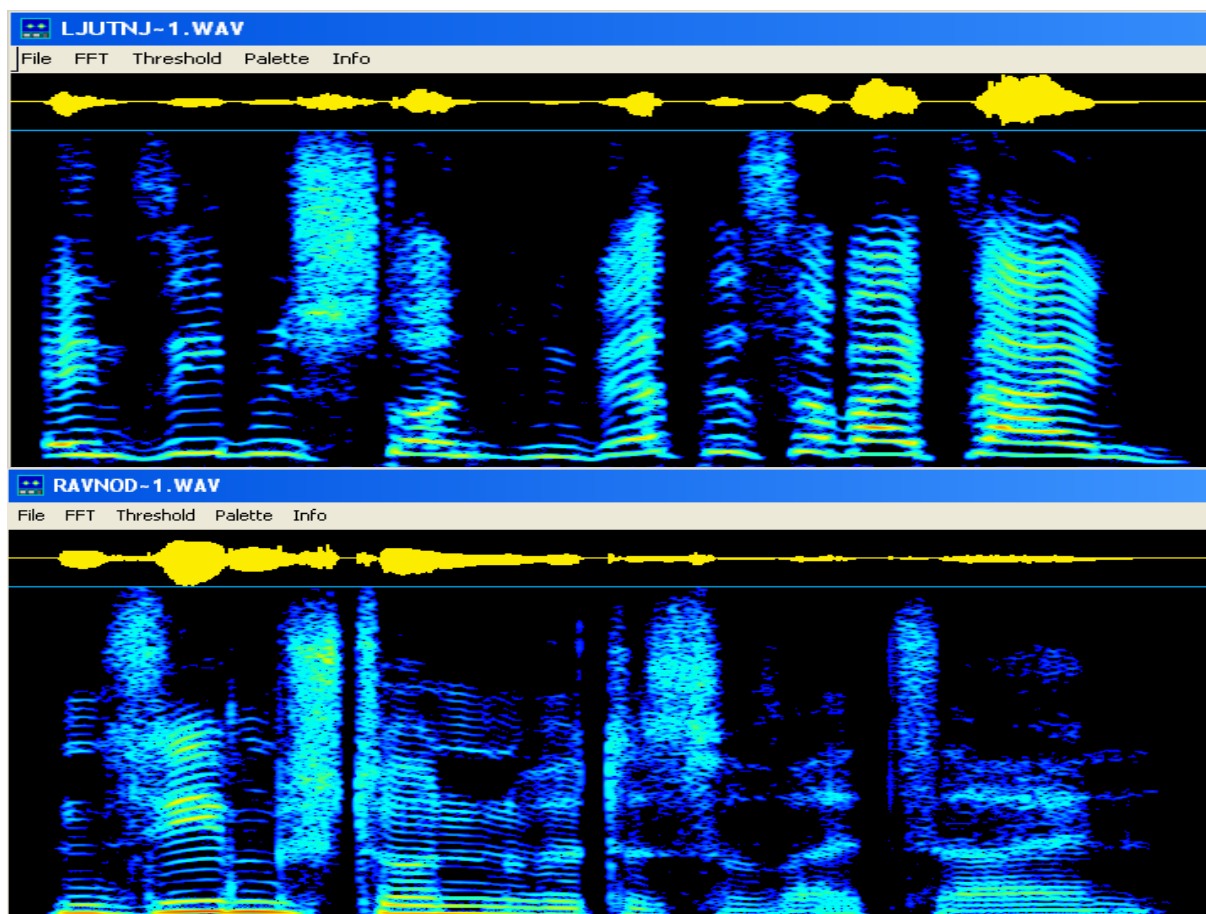 LJUTNJ~1.WAV
File FFT Threshold Palette Info
RAVNOD~1.WAV
File FFT Threshold Palette Info